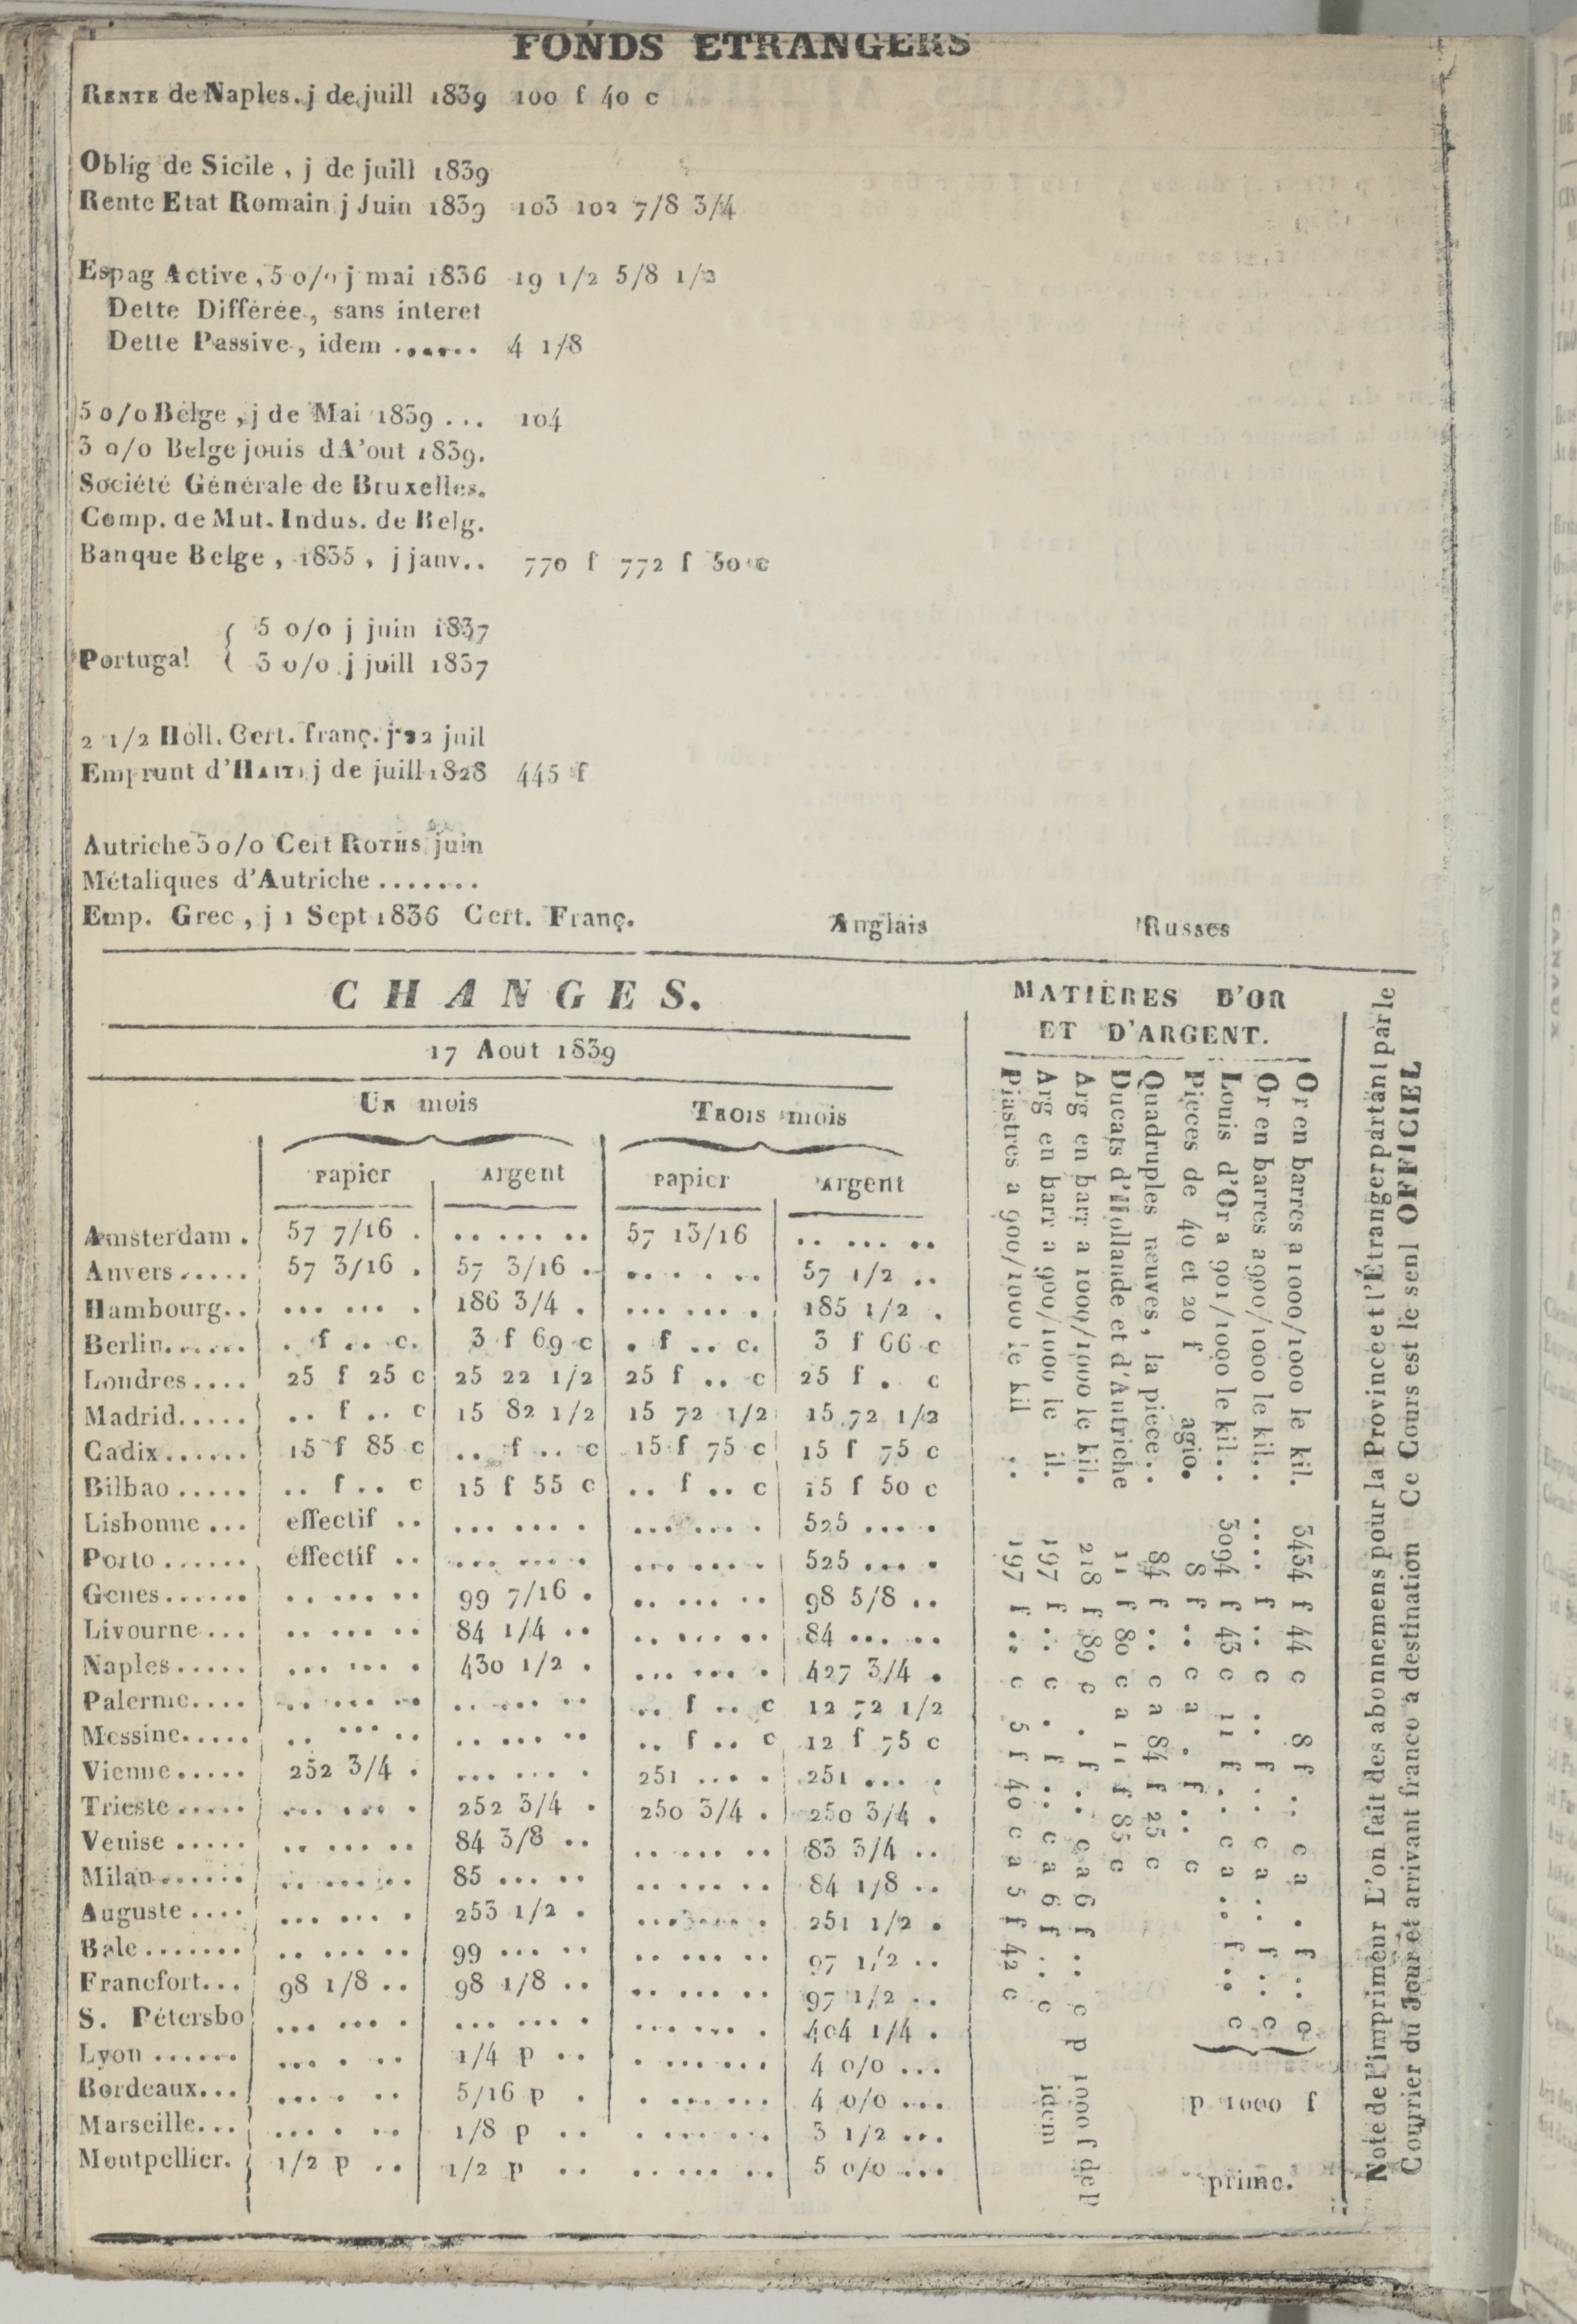 FONDS ETRANGERS
RENTE de Naples. j de juill 1839 100 f 40 c
Oblig de Sicile, j de juill 1839
Rente Etat Romain j Juin 1839 103 102 7/8 3/4
Espag Active, 5 o/o j mai 1836 19 1/2 5/8 1/2
Dette Différée, sans interet
Dette Passive, idem ....... 4 1/8
5 o/o Belge, j de Mai 1839 ... 104
3 o/o Belge jouis dA'out 1839.
Société Générale de Bruxelles.
Comp. de Mut. Indus. de Belg.
Banque Belge, 1835, j janv.. 770 f 772 f 50 c
Portugal { 5 o/o j juin 1837
{ 3 o/o j juill 1837
2 1/2 Holl. Cert. franç. j 22 juil
Emprunt d'HAITI j de juill 1828 445 f
Autriche 5 o/o Cert ROTHS juin
Métaliques d'Autriche .......
Emp. Grec, j 1 Sept 1836 Cert. Franç. Anglais Russes
CHANGES.
17 Aout 1839
UN mois TROIS mois
Papier Argent Papier Argent
Amsterdam . 57 7/16 . .. ... .. 57 13/16 .. ... ..
Anvers ..... 57 3/16 . 57 3/16 .. .. . . .. 57 1/2 ..
Hambourg.. ... ... . 186 3/4 . ... ... . 185 1/2 .
Berlin...... . f .. c. 3 f 69 c . f .. c. 3 f 66 c
Londres .... 25 f 25 c 25 22 1/2 25 f .. c 25 f . c
Madrid..... .. f .. c 15 82 1/2 15 72 1/2 15 72 1/2
Cadix...... 15 f 85 c .. f .. c 15 f 75 c 15 f 75 c
Bilbao ..... .. f .. c 15 f 55 c .. f .. c 15 f 50 c
Lisbonne ... effectif .. ... ... . ... ... . 525 ... .
Porto ...... effectif .. ... ... . ... ... . 525 ... .
Gènes...... .. ... .. 99 7/16 . .. ... .. 98 5/8 ..
Livourne... .. ... .. 84 1/4 .. .. ... .. 84 ... ..
Naples ..... ... ... . 430 1/2 . ... ... . 427 3/4 .
Palerme.... .. ... .. .. ... .. .. f .. c 12 72 1/2
Messine..... .. ... .. .. ... .. .. f .. c 12 f 75 c
Vienne ..... 252 3/4 . ... ... . 251 ... . 251 ... .
Trieste ..... ... ... . 252 3/4 . 250 3/4 . 250 3/4 .
Venise ..... .. ... .. 84 3/8 .. .. ... .. 83 3/4 ..
Milan...... .. ... .. 85 ... .. .. ... .. 84 1/8 ..
Auguste .... ... ... . 253 1/2 . ... ... . 251 1/2 .
Bale ....... .. ... .. 99 ... .. .. ... .. 97 1/2 ..
Francfort... 98 1/8 .. 98 1/8 .. .. ... .. 97 1/2 ..
S. Pétersbo ... ... . ... ... . ... ... . 404 1/4 .
Lyon ...... ... . .. 1/4 p .. . ... ... 4 o/o ...
Bordeaux... ... . .. 5/16 p . . ... ... 4 o/o ...
Marseille... ... . .. 1/8 p .. . ... ... 3 1/2 ...
Montpellier. 1/2 p .. 1/2 p .. .. ... .. 5 o/o ...
MATIÈRES D'OR
ET D'ARGENT.
Or en barres a 1000/1000 le kil. 3434 f 44 c 8 f .. c a . f .. c
Or en barres a 900/1000 le kil.. .... f .. c .. f .. c a .. f .. c
Louis d'Or a 901/1000 le kil.. 3094 f 43 c 11 f .. c a .. f .. c
} p 1000 f
prime.
Pieces de 40 et 20 f agio. 8 f .. c a . f .. c
Quadruples neuves, la piece.. 84 f .. c a 84 f 25 c
Ducats d'Hollande et d'Autriche 11 f 80 c a 11 f 85 c
Arg en barr a 1000/1000 le kil. 218 f 89 c . f .. c a 6 f .. c p 1000 f de p
Arg en barr a 900/1000 le il. 197 f .. c . f .. c a 6 f .. c idem
Piastres a 900/1000 le kil .. 197 f .. c 5 f 40 c a 5 f 42 c
Note de l'imprimeur L'on fait des abonnemens pour la Province et l'Étranger partant par le
Courrier du Jour et arrivant franco a destination Ce Cours est le seul OFFICIEL